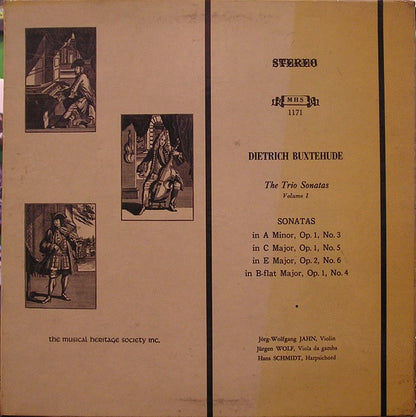 STEREO
MHS
1171
DIETRICH BUXTEHUDE
The Trio Sonatas
Volume I
SONATAS
in A Minor, Op. 1, No. 3
in C Major, Op. 1, No. 5
in E Major, Op. 2, No. 6
in B-flat Major, Op. 1, No. 4
Jörg-Wolfgang JAHN, Violin
Jürgen WOLF, Viola da gamba
Hans SCHMIDT, Harpsichord
the musical heritage society inc.